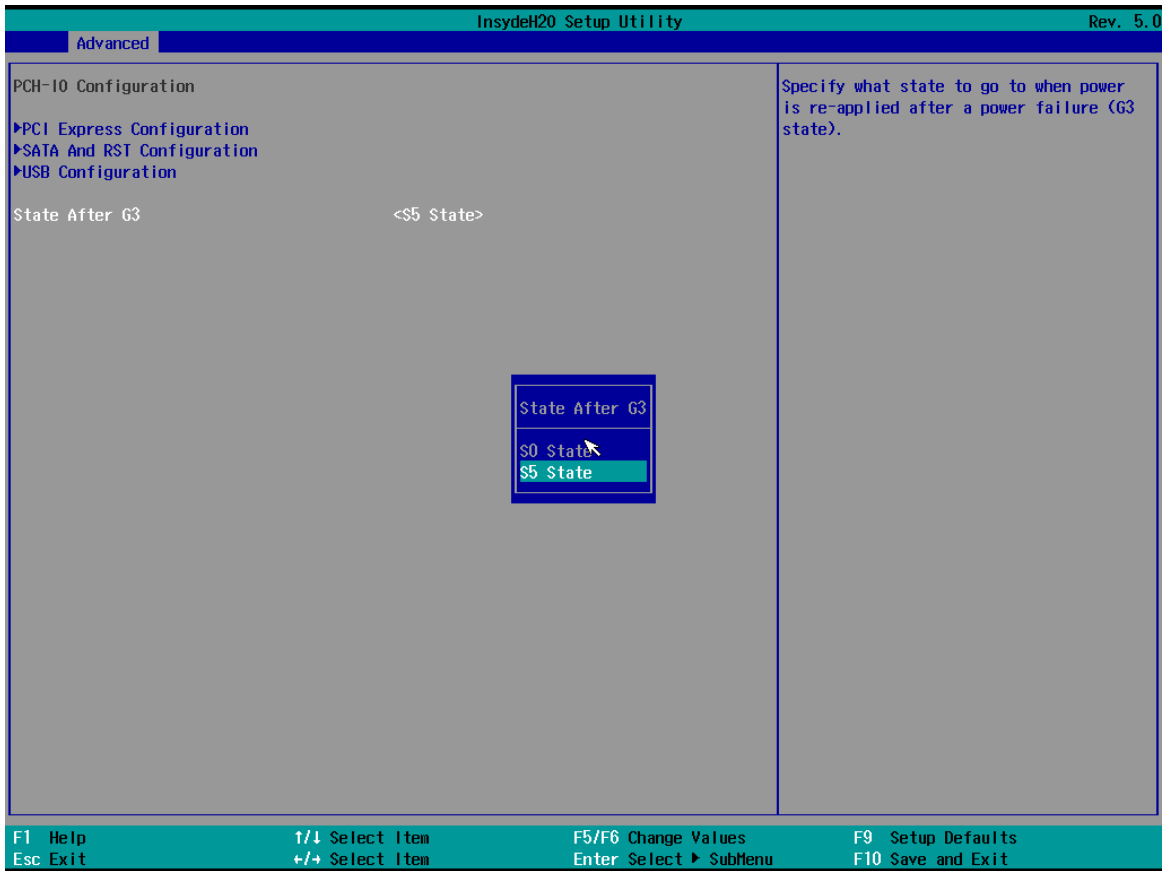 InsydeH20 Setup Utility Rev. 5.0
Advanced
PCH-IO Configuration
▶PCI Express Configuration
▶SATA And RST Configuration
▶USB Configuration
State After G3 <S5 State>
Specify what state to go to when power
is re-applied after a power failure (G3
state).
State After G3
S0 State
S5 State
F1 Help ↑/↓ Select Item F5/F6 Change Values F9 Setup Defaults
Esc Exit ←/→ Select Item Enter Select ▶ SubMenu F10 Save and Exit